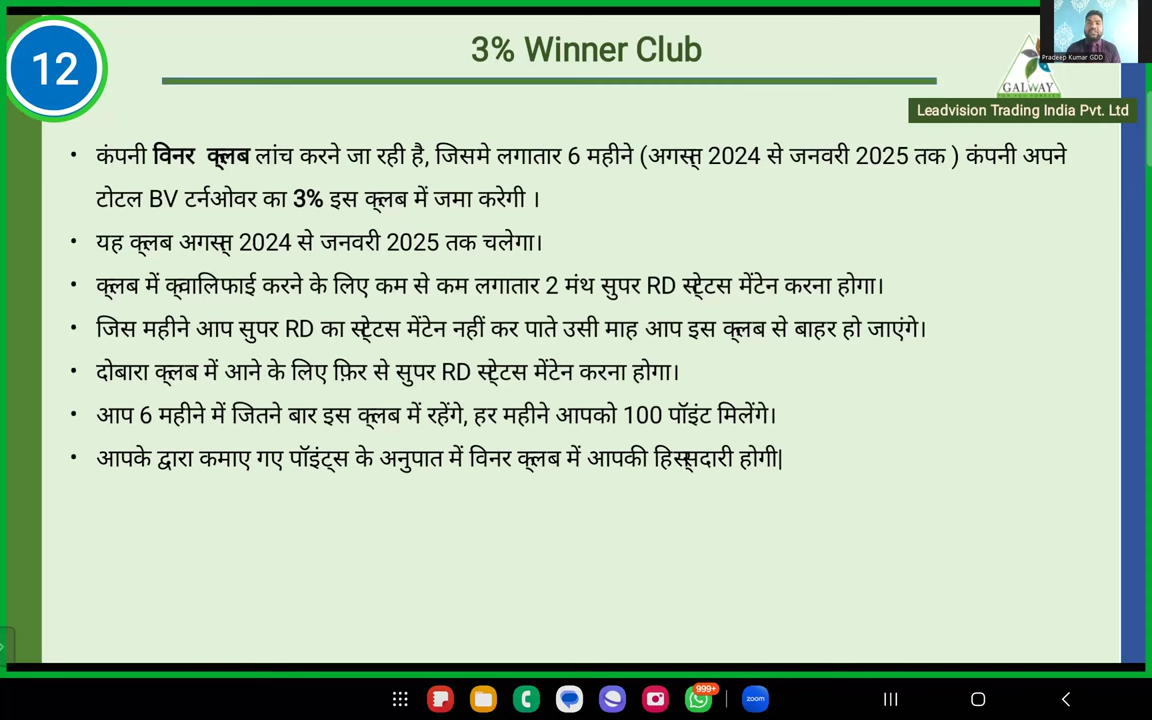 12
3% Winner Club
Pradeep Kumar GDD
GALWAY
Leadvision Trading India Pvt. Ltd
• कंपनी विनर क्लब लांच करने जा रही है, जिसमे लगातार 6 महीने (अगस्त 2024 से जनवरी 2025 तक ) कंपनी अपने
टोटल BV टर्नओवर का 3% इस क्लब में जमा करेगी ।
• यह क्लब अगस्त 2024 से जनवरी 2025 तक चलेगा।
• क्लब में क्वालिफाई करने के लिए कम से कम लगातार 2 मंथ सुपर RD स्टेटस मेंटेन करना होगा।
• जिस महीने आप सुपर RD का स्टेटस मेंटेन नहीं कर पाते उसी माह आप इस क्लब से बाहर हो जाएंगे।
• दोबारा क्लब में आने के लिए फ़िर से सुपर RD स्टेटस मेंटेन करना होगा।
• आप 6 महीने में जितने बार इस क्लब में रहेंगे, हर महीने आपको 100 पॉइंट मिलेंगे।
• आपके द्वारा कमाए गए पॉइंट्स के अनुपात में विनर क्लब में आपकी हिस्सदारी होगी|
999+
zoom